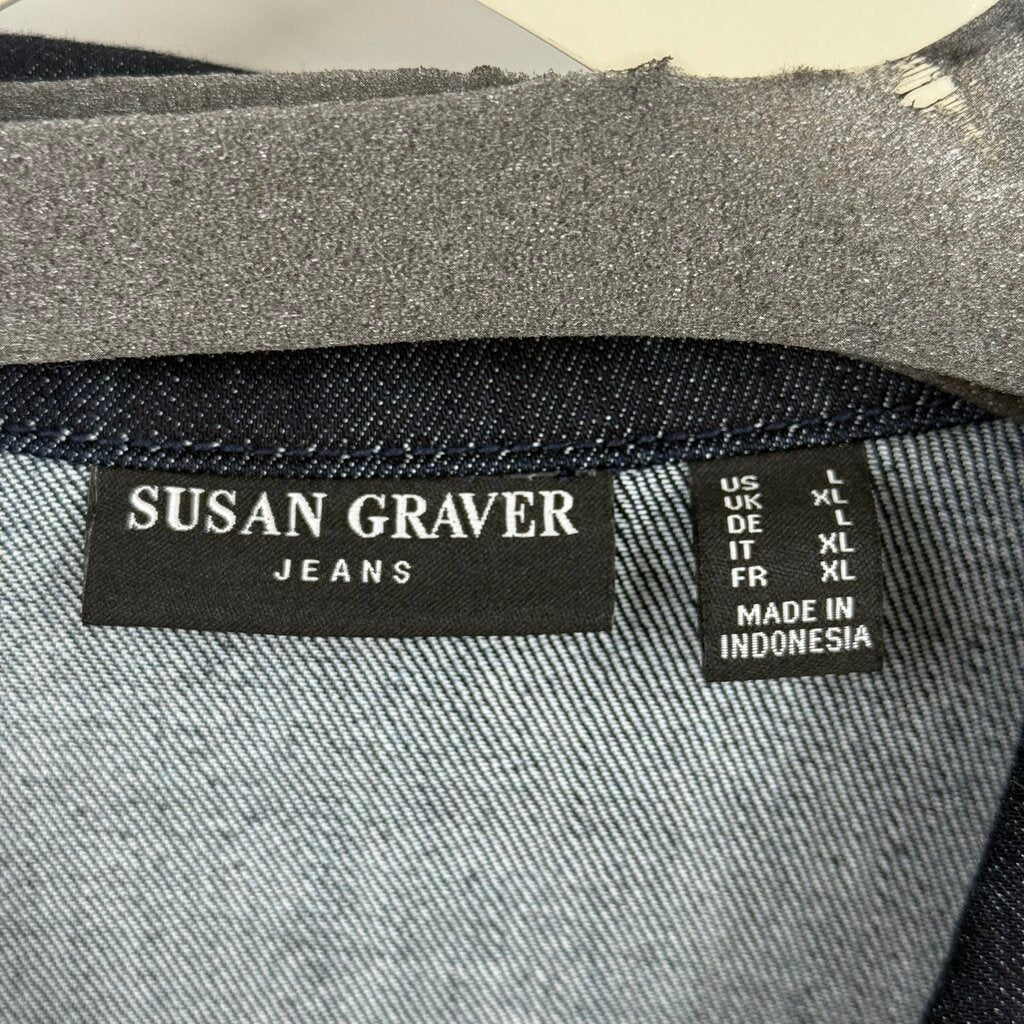 SUSAN GRAVER
JEANS
US L
UK XL
DE L
IT XL
FR XL
MADE IN
INDONESIA